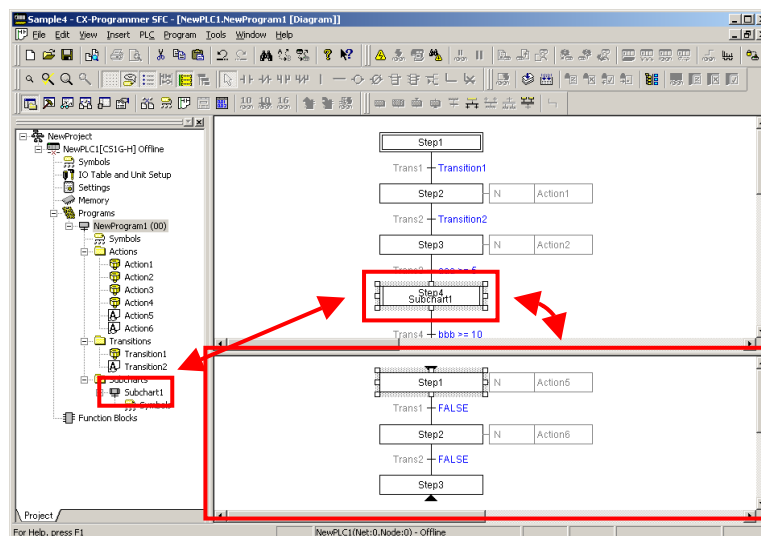 Sample4 - CX-Programmer SFC - [NewPLC1.NewProgram1 [Diagram]]
File Edit View Insert PLC Program Tools Window Help
10 10 16
NewProject
NewPLC1[CS1G-H] Offline
Symbols
IO Table and Unit Setup
Settings
Memory
Programs
NewProgram1 (00)
Symbols
Actions
Action1
Action2
Action3
Action4
Action5
Action6
Transitions
Transition1
Transition2
Subcharts
Subchart1
Symbols
Function Blocks
Project
Step1
Trans1 Transition1
Step2 N Action1
Trans2 Transition2
Step3 N Action2
Step4
Subchart1
Trans4 bbb >= 10
Step1 N Action5
Trans1 FALSE
Step2 N Action6
Trans2 FALSE
Step3
For Help, press F1
NewPLC1(Net:0,Node:0) - Offline